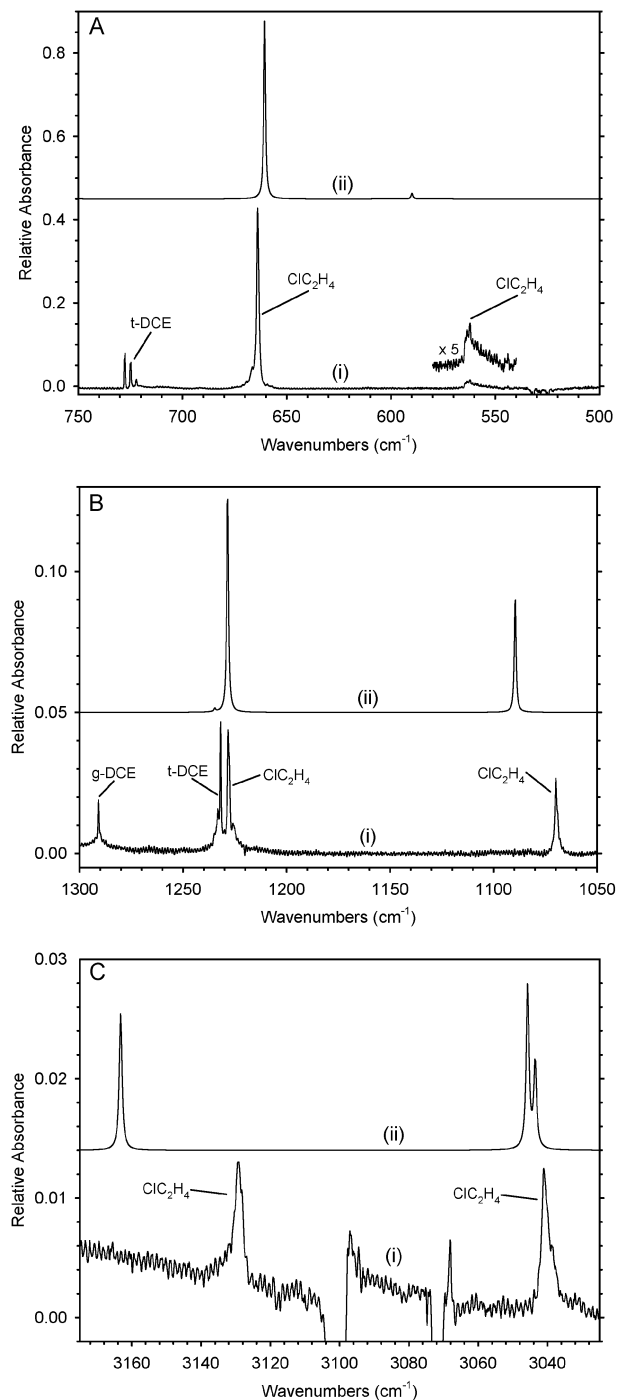 A
Relative Absorbance
0.8
0.6
0.4
0.2
0.0
(ii)
ClC₂H₄
ClC₂H₄
t-DCE
x 5
(i)
750 700 650 600 550 500
Wavenumbers (cm⁻¹)
B
Relative Absorbance
0.10
0.05
0.00
(ii)
g-DCE
t-DCE
ClC₂H₄
ClC₂H₄
(i)
1300 1250 1200 1150 1100 1050
Wavenumbers (cm⁻¹)
C
Relative Absorbance
0.03
0.02
0.01
0.00
(ii)
ClC₂H₄
ClC₂H₄
(i)
3160 3140 3120 3100 3080 3060 3040
Wavenumbers (cm⁻¹)